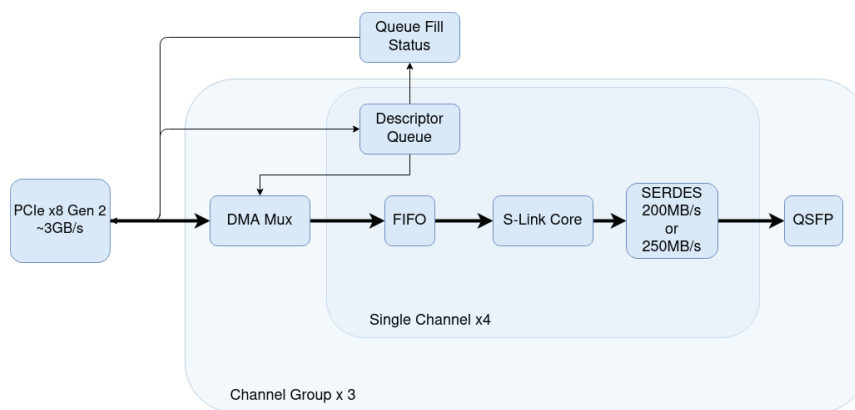 Queue Fill
Status
Descriptor
Queue
PCIe x8 Gen 2
~3GB/s
DMA Mux
FIFO
S-Link Core
SERDES
200MB/s
or
250MB/s
QSFP
Single Channel x4
Channel Group x 3